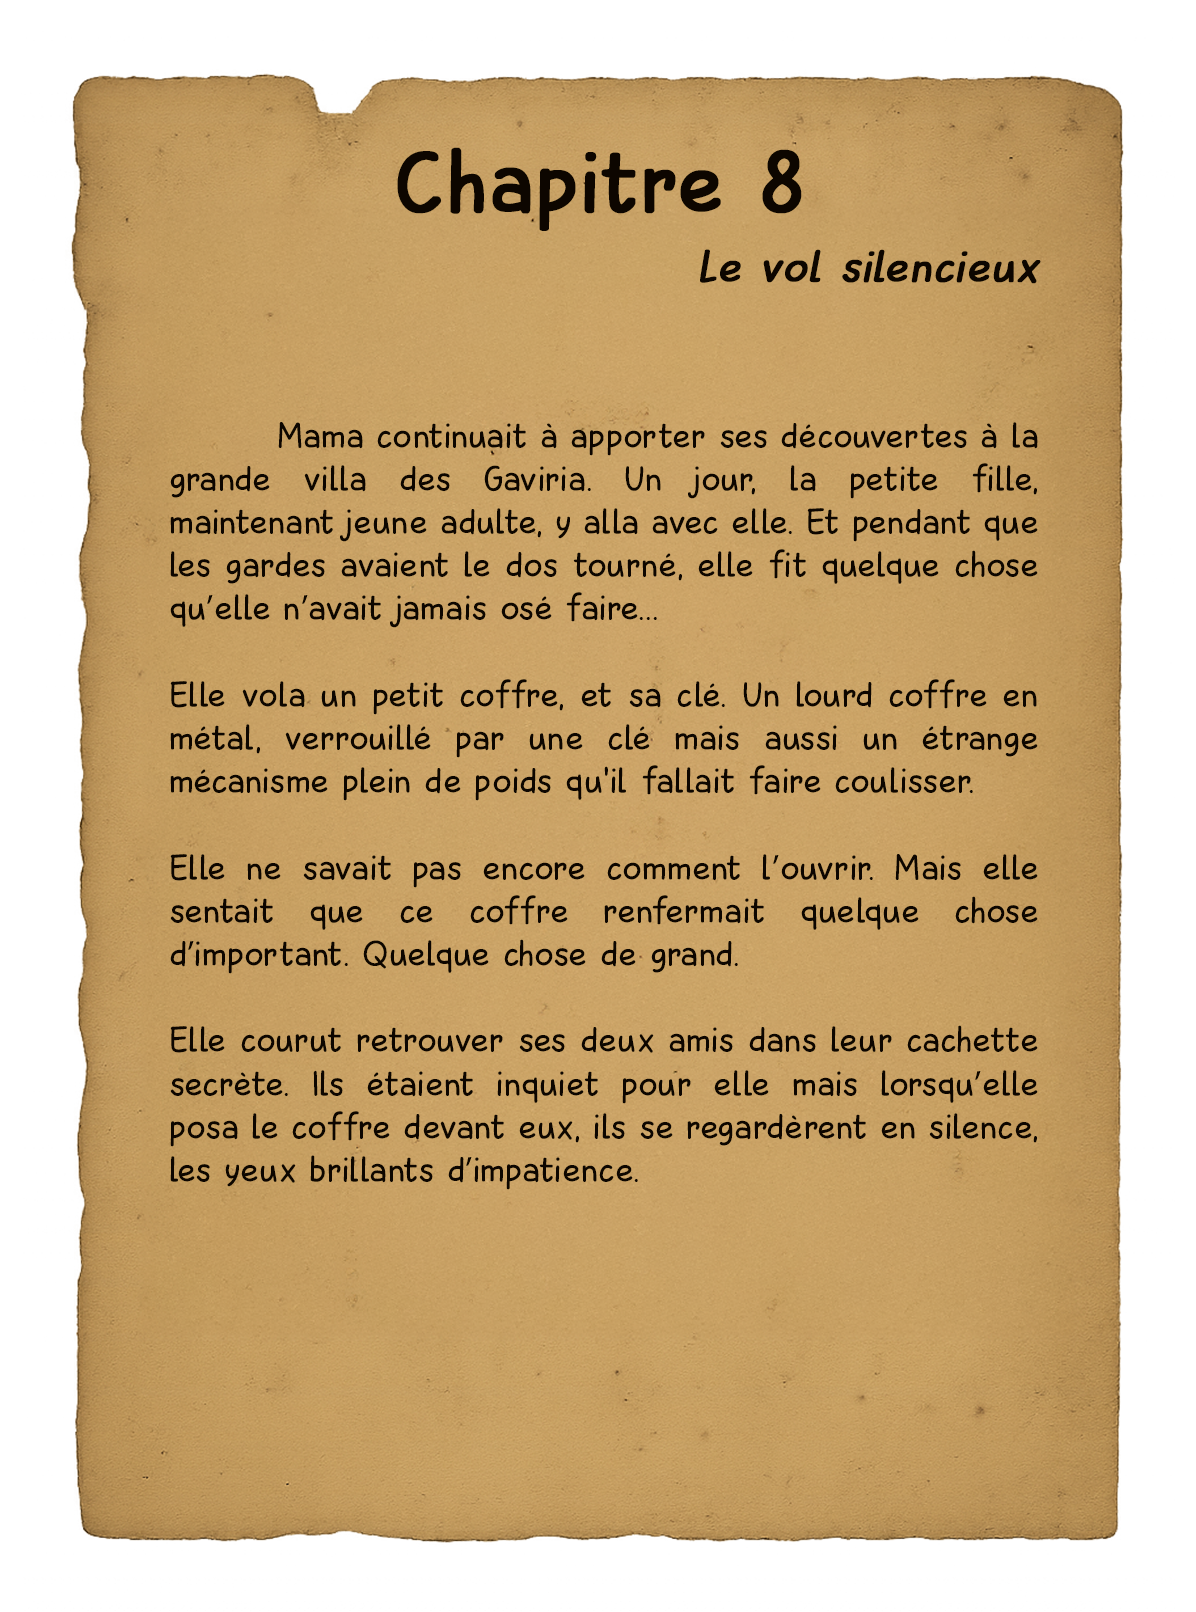 Chapitre 8
Le vol silencieux
Mama continuait à apporter ses découvertes à la
grande villa des Gaviria. Un jour, la petite fille,
maintenant jeune adulte, y alla avec elle. Et pendant que
les gardes avaient le dos tourné, elle fit quelque chose
qu’elle n’avait jamais osé faire...
Elle vola un petit coffre, et sa clé. Un lourd coffre en
métal, verrouillé par une clé mais aussi un étrange
mécanisme plein de poids qu'il fallait faire coulisser.
Elle ne savait pas encore comment l’ouvrir. Mais elle
sentait que ce coffre renfermait quelque chose
d’important. Quelque chose de grand.
Elle courut retrouver ses deux amis dans leur cachette
secrète. Ils étaient inquiet pour elle mais lorsqu’elle
posa le coffre devant eux, ils se regardèrent en silence,
les yeux brillants d’impatience.